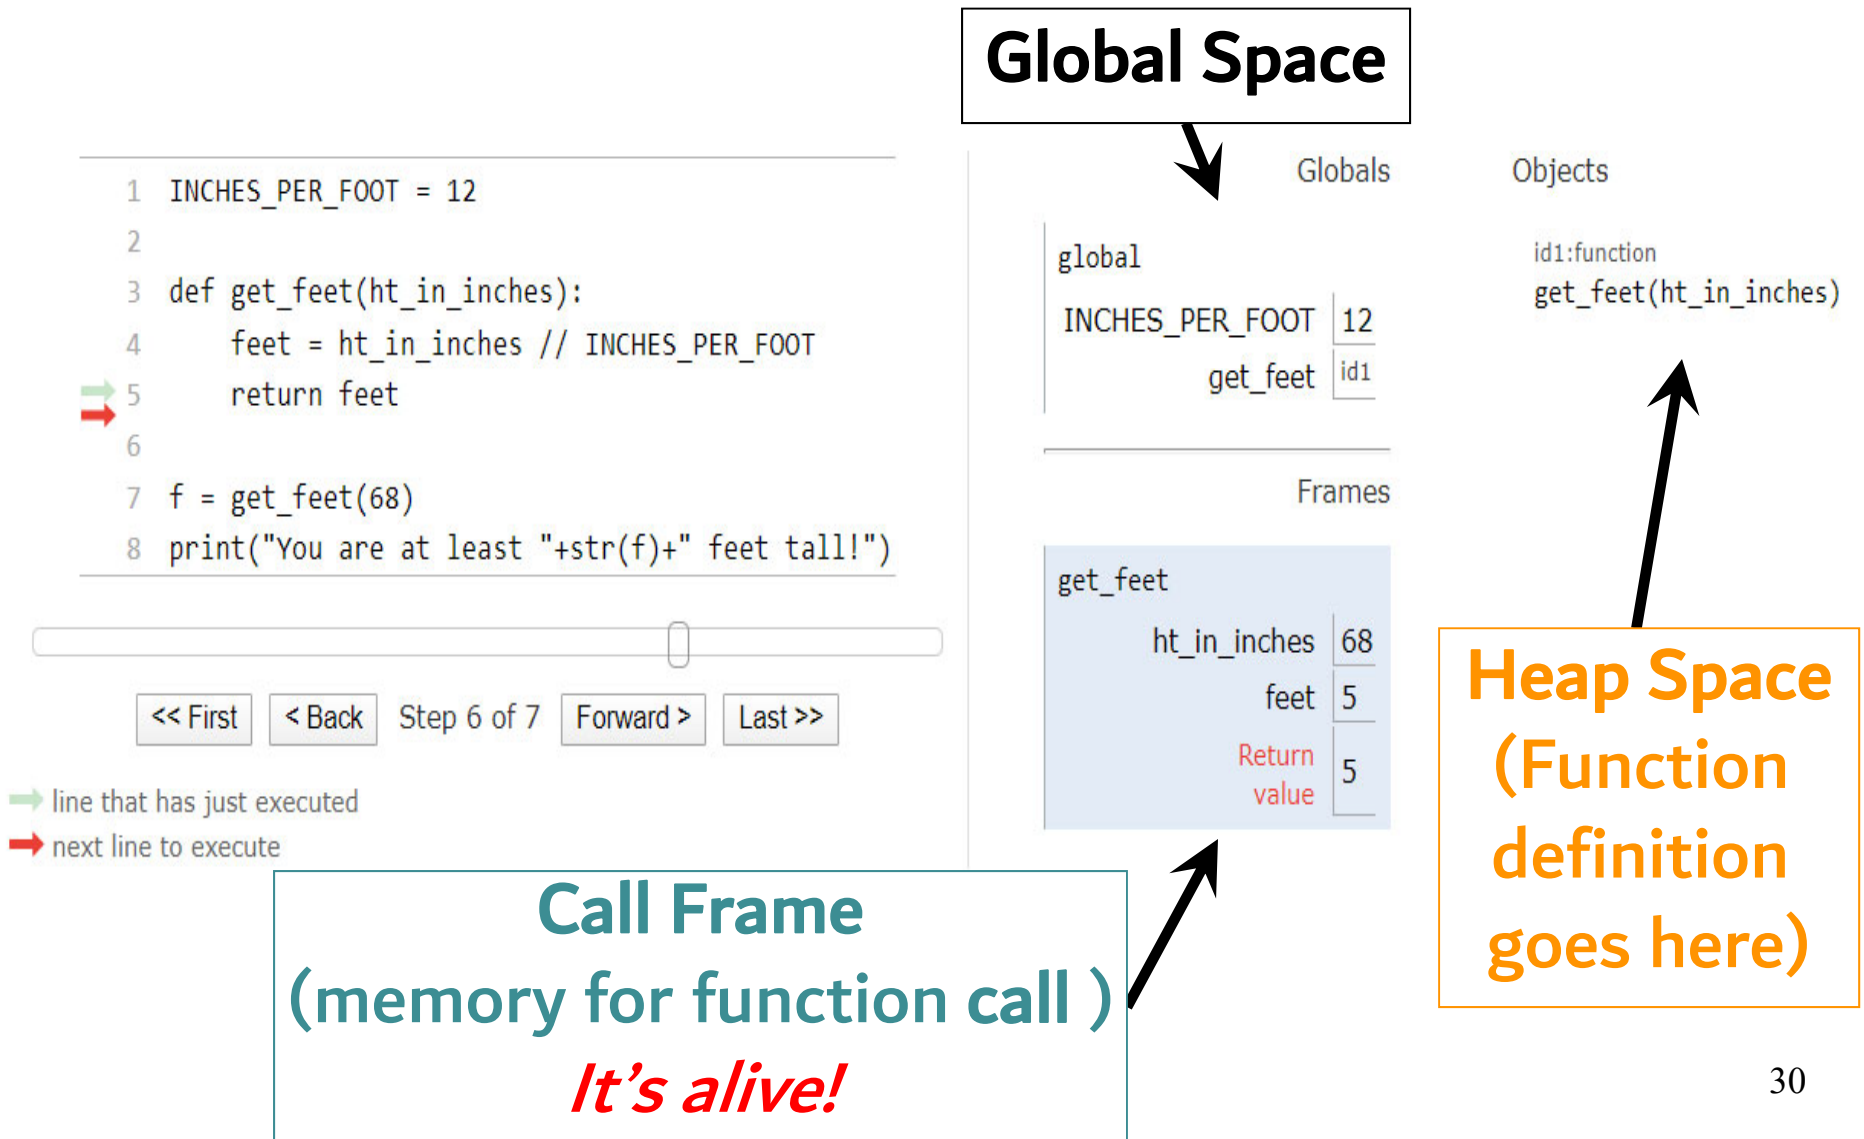 Global Space
1 INCHES_PER_FOOT = 12
2
3 def get_feet(ht_in_inches):
4 feet = ht_in_inches // INCHES_PER_FOOT
5 return feet
6
7 f = get_feet(68)
8 print("You are at least "+str(f)+" feet tall!")
<< First < Back Step 6 of 7 Forward > Last >>
line that has just executed
next line to execute
Globals
global
INCHES_PER_FOOT 12
get_feet id1
Frames
get_feet
ht_in_inches 68
feet 5
Return
value 5
Objects
id1:function
get_feet(ht_in_inches)
Heap Space
(Function
definition
goes here)
Call Frame
(memory for function call )
It’s alive!
30